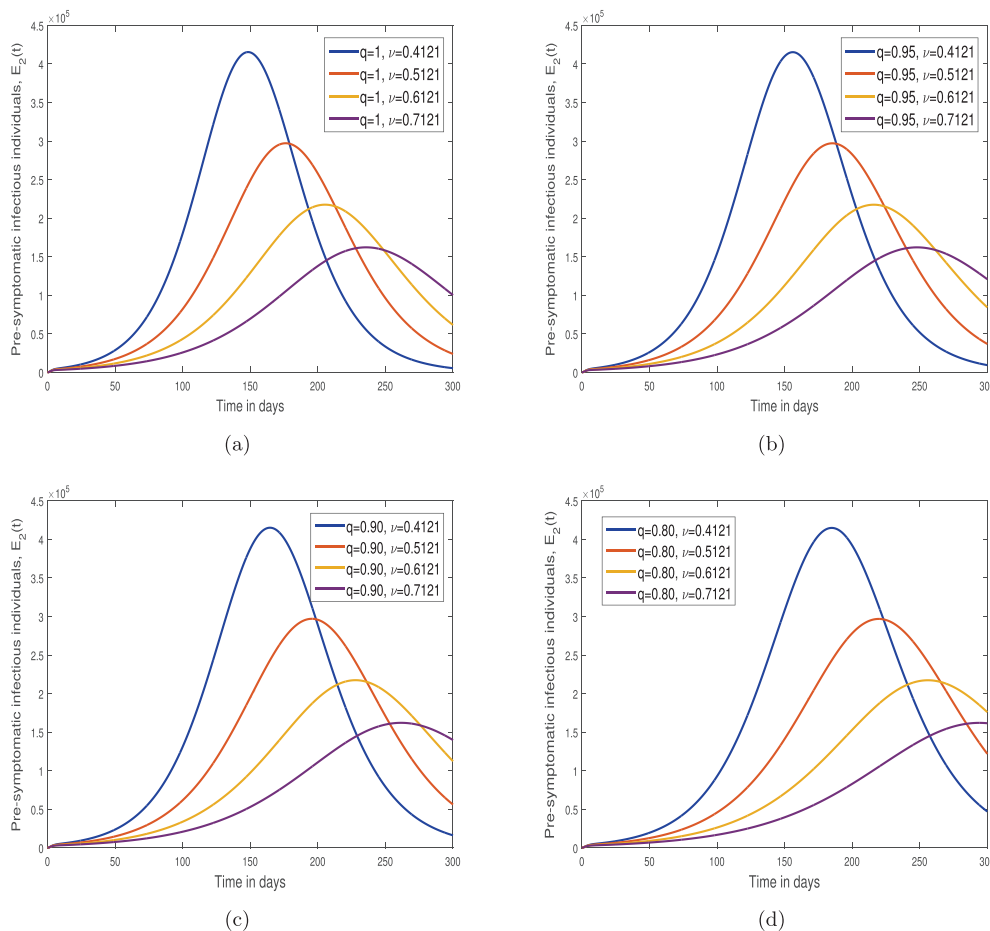 ×10^5
4.5
4
3.5
3
2.5
2
1.5
1
0.5
0
Pre-symptomatic infectious individuals, E_2(t)
q=1, ν=0.4121
q=1, ν=0.5121
q=1, ν=0.6121
q=1, ν=0.7121
0 50 100 150 200 250 300
Time in days
(a)
×10^5
4.5
4
3.5
3
2.5
2
1.5
1
0.5
0
Pre-symptomatic infectious individuals, E_2(t)
q=0.95, ν=0.4121
q=0.95, ν=0.5121
q=0.95, ν=0.6121
q=0.95, ν=0.7121
0 50 100 150 200 250 300
Time in days
(b)
×10^5
4.5
4
3.5
3
2.5
2
1.5
1
0.5
0
Pre-symptomatic infectious individuals, E_2(t)
q=0.90, ν=0.4121
q=0.90, ν=0.5121
q=0.90, ν=0.6121
q=0.90, ν=0.7121
0 50 100 150 200 250 300
Time in days
(c)
×10^5
4.5
4
3.5
3
2.5
2
1.5
1
0.5
0
Pre-symptomatic infectious individuals, E_2(t)
q=0.80, ν=0.4121
q=0.80, ν=0.5121
q=0.80, ν=0.6121
q=0.80, ν=0.7121
0 50 100 150 200 250 300
Time in days
(d)